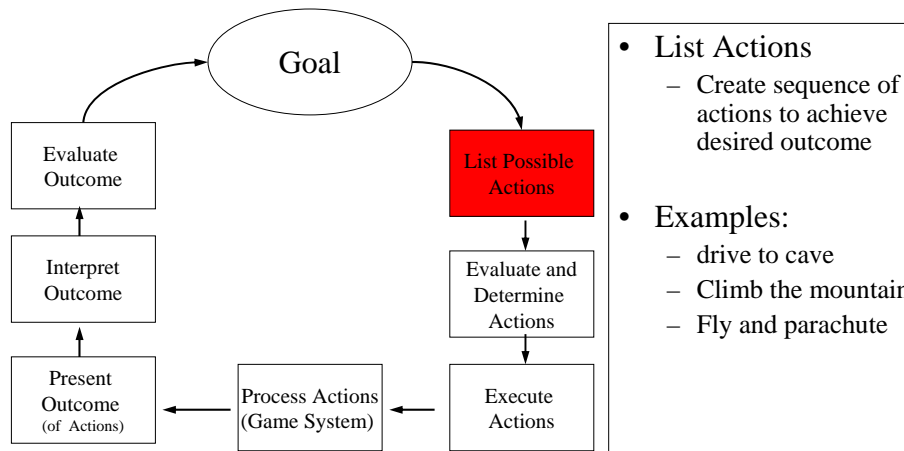 Goal
List Possible
Actions
Evaluate and
Determine
Actions
Execute
Actions
Process Actions
(Game System)
Present
Outcome
(of Actions)
Interpret
Outcome
Evaluate
Outcome
• List Actions
– Create sequence of
actions to achieve
desired outcome
• Examples:
– drive to cave
– Climb the mountain
– Fly and parachute